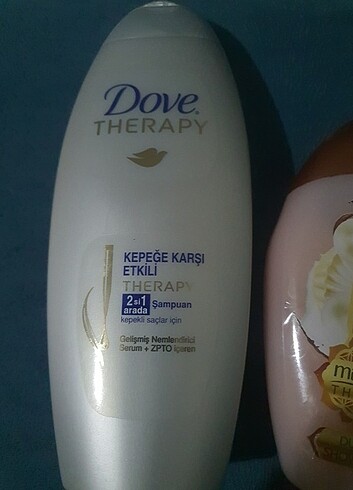 Dove
THERAPY
KEPEĞE KARŞI
ETKİLİ
THERAPY
2si1 Şampuan
arada
kepekli saçlar için
Gelişmiş Nemlendirici
Serum + ZPTO içeren